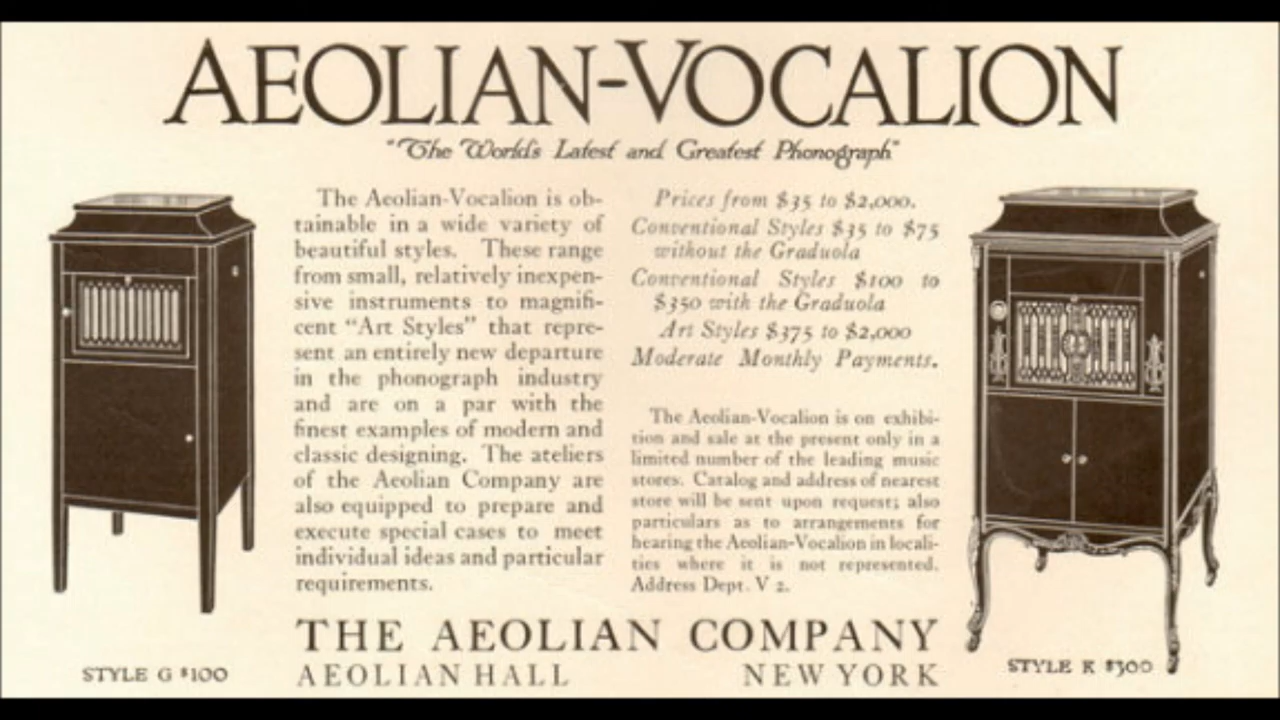 AEOLIAN-VOCALION
"The World's Latest and Greatest Phonograph"
The Aeolian-Vocalion is ob-
tainable in a wide variety of
beautiful styles. These range
from small, relatively inexpen-
sive instruments to magnifi-
cent "Art Styles" that repre-
sent an entirely new departure
in the phonograph industry
and are on a par with the
finest examples of modern and
classic designing. The ateliers
of the Aeolian Company are
also equipped to prepare and
execute special cases to meet
individual ideas and particular
requirements.
Prices from $35 to $2,000.
Conventional Styles $35 to $75
without the Graduola
Conventional Styles $100 to
$350 with the Graduola
Art Styles $375 to $2,000
Moderate Monthly Payments.
The Aeolian-Vocalion is on exhibi-
tion and sale at the present only in a
limited number of the leading music
stores. Catalog and address of nearest
store will be sent upon request; also
particulars as to arrangements for
hearing the Aeolian-Vocalion in locali-
ties where it is not represented.
Address Dept. V 2.
THE AEOLIAN COMPANY
AEOLIAN HALL NEW YORK
STYLE G $100
STYLE K $300